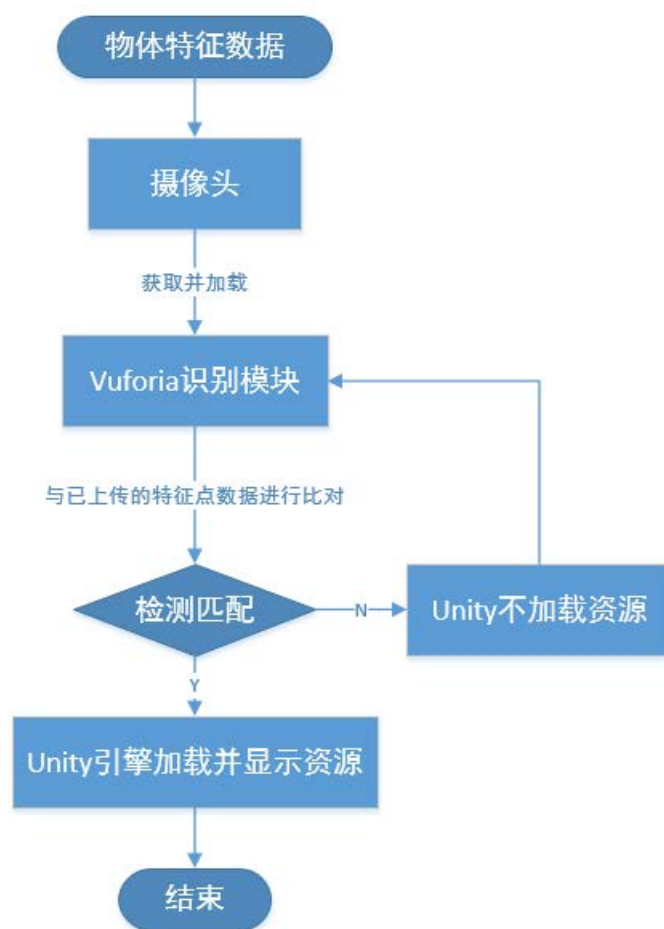 物体特征数据
摄像头
获取并加载
Vuforia识别模块
与已上传的特征点数据进行比对
检测匹配
N
Unity不加载资源
Y
Unity引擎加载并显示资源
结束